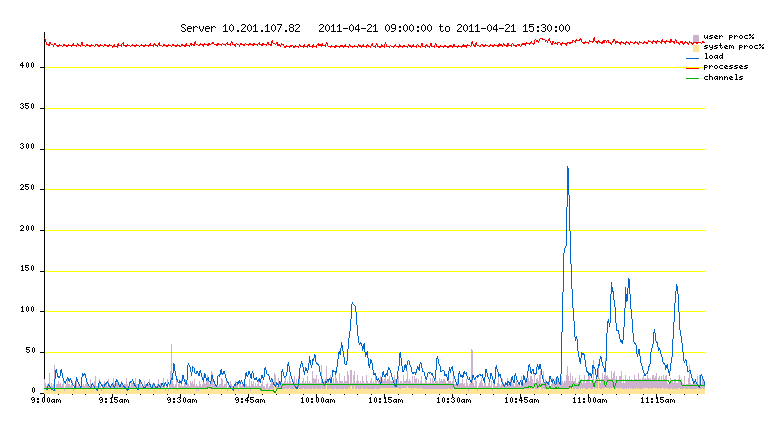 Server 10.201.107.82 2011-04-21 09:00:00 to 2011-04-21 15:30:00
user proc%
system proc%
load
processes
channels
400
350
300
250
200
150
100
50
0
9:00am 9:15am 9:30am 9:45am 10:00am 10:15am 10:30am 10:45am 11:00am 11:15am